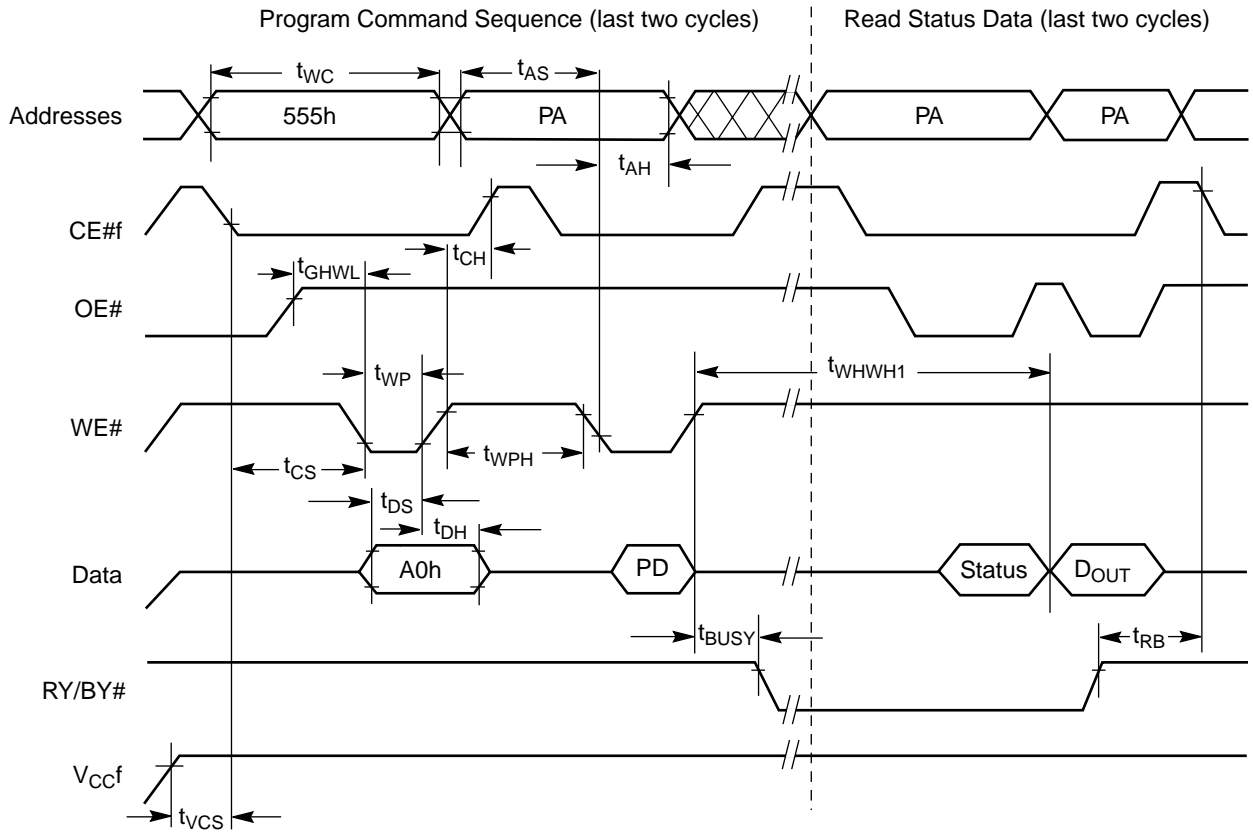 Program Command Sequence (last two cycles) Read Status Data (last two cycles)
tWC tAS
Addresses 555h PA PA PA
tAH
CE#f
tCH
tGHWL
OE#
tWP tWHWH1
WE#
tCS tWPH
tDS
tDH
Data A0h PD Status DOUT
tBUSY tRB
RY/BY#
VCCf
tVCS